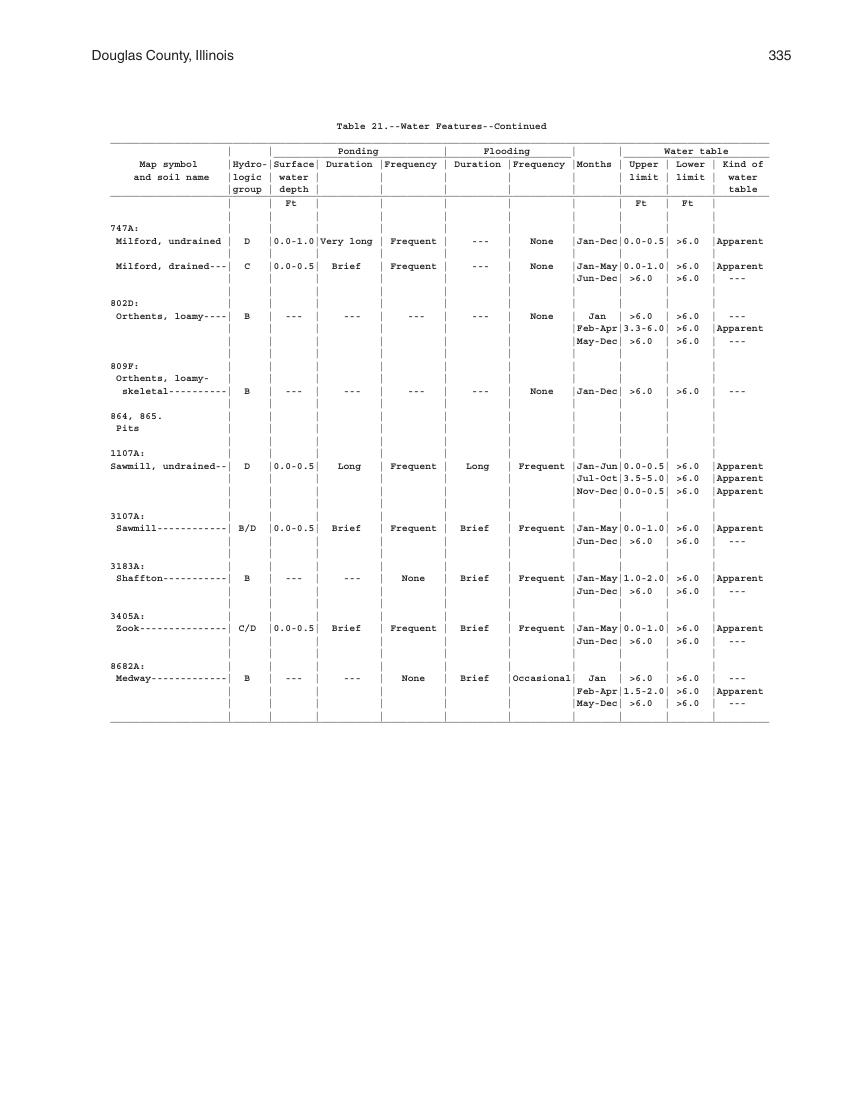 Douglas County, Illinois 335
Table 21.--Water Features--Continued
Ponding Flooding Water table
Map symbol Hydro- Surface Duration Frequency Duration Frequency Months Upper Lower Kind of
and soil name logic water limit limit water
group depth table
Ft Ft Ft
747A:
Milford, undrained D 0.0-1.0 Very long Frequent --- None Jan-Dec 0.0-0.5 >6.0 Apparent
Milford, drained--- C 0.0-0.5 Brief Frequent --- None Jan-May 0.0-1.0 >6.0 Apparent
Jun-Dec >6.0 >6.0 ---
802D:
Orthents, loamy---- B --- --- --- --- None Jan >6.0 >6.0 ---
Feb-Apr 3.3-6.0 >6.0 Apparent
May-Dec >6.0 >6.0 ---
809F:
Orthents, loamy-
skeletal---------- B --- --- --- --- None Jan-Dec >6.0 >6.0 ---
864, 865.
Pits
1107A:
Sawmill, undrained-- D 0.0-0.5 Long Frequent Long Frequent Jan-Jun 0.0-0.5 >6.0 Apparent
Jul-Oct 3.5-5.0 >6.0 Apparent
Nov-Dec 0.0-0.5 >6.0 Apparent
3107A:
Sawmill------------ B/D 0.0-0.5 Brief Frequent Brief Frequent Jan-May 0.0-1.0 >6.0 Apparent
Jun-Dec >6.0 >6.0 ---
3183A:
Shaffton----------- B --- --- None Brief Frequent Jan-May 1.0-2.0 >6.0 Apparent
Jun-Dec >6.0 >6.0 ---
3405A:
Zook--------------- C/D 0.0-0.5 Brief Frequent Brief Frequent Jan-May 0.0-1.0 >6.0 Apparent
Jun-Dec >6.0 >6.0 ---
8682A:
Medway------------- B --- --- None Brief Occasional Jan >6.0 >6.0 ---
Feb-Apr 1.5-2.0 >6.0 Apparent
May-Dec >6.0 >6.0 ---